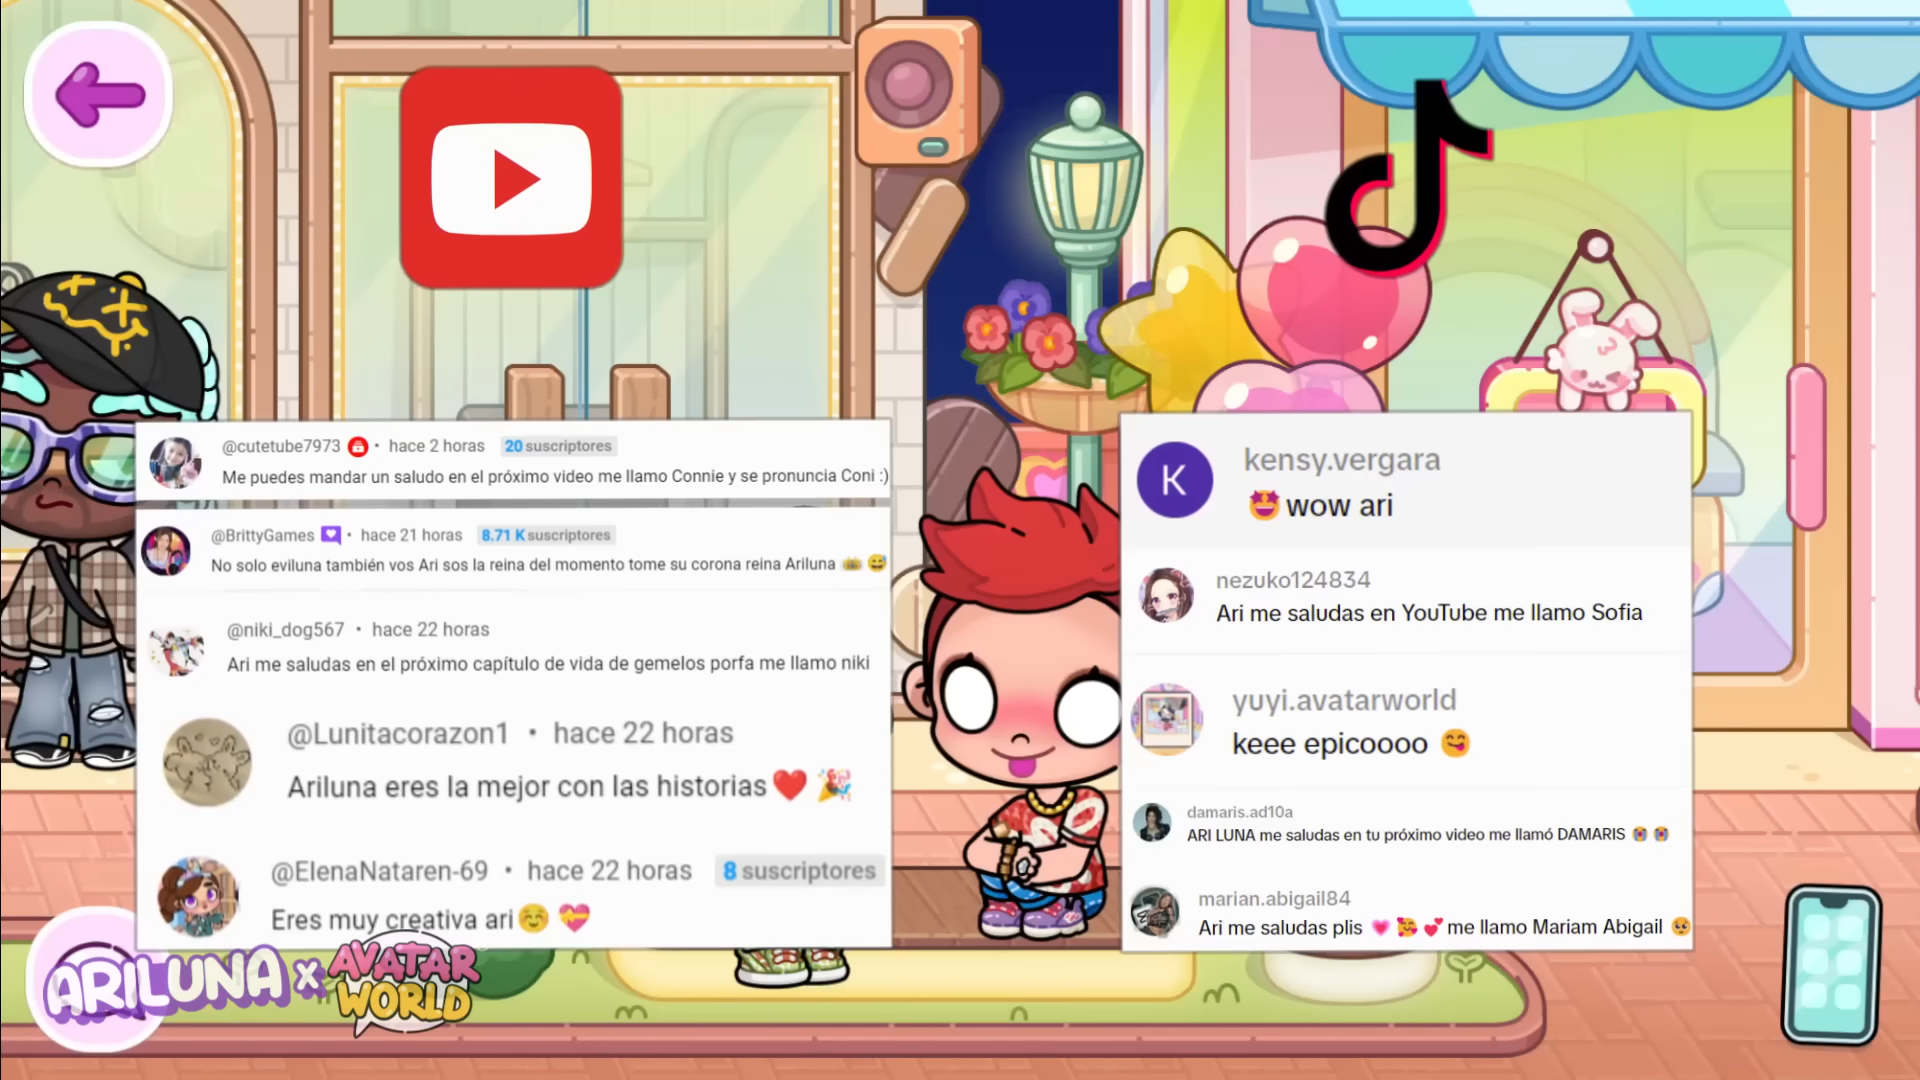 @cutetube7973 • hace 2 horas 20 suscriptores
Me puedes mandar un saludo en el próximo video me llamo Connie y se pronuncia Coni :)
@BrittyGames • hace 21 horas 8.71 K suscriptores
No solo eviluna también vos Ari sos la reina del momento tome su corona reina Ariluna 👑 😅
@niki_dog567 • hace 22 horas
Ari me saludas en el próximo capítulo de vida de gemelos porfa me llamo niki
@Lunitacorazon1 • hace 22 horas
Ariluna eres la mejor con las historias❤️ 🎉
@ElenaNataren-69 • hace 22 horas 8 suscriptores
Eres muy creativa ari☺️ 💝
K
kensy.vergara
🤩wow ari
nezuko124834
Ari me saludas en YouTube me llamo Sofia
yuyi.avatarworld
keee epicoooo 😋
damaris.ad10a
ARI LUNA me saludas en tu próximo video me llamó DAMARIS 😭 😭
marian.abigail84
Ari me saludas plis 💗 🥰 💕 me llamo Mariam Abigail 🥺
ARILUNA x AVATAR
WORLD